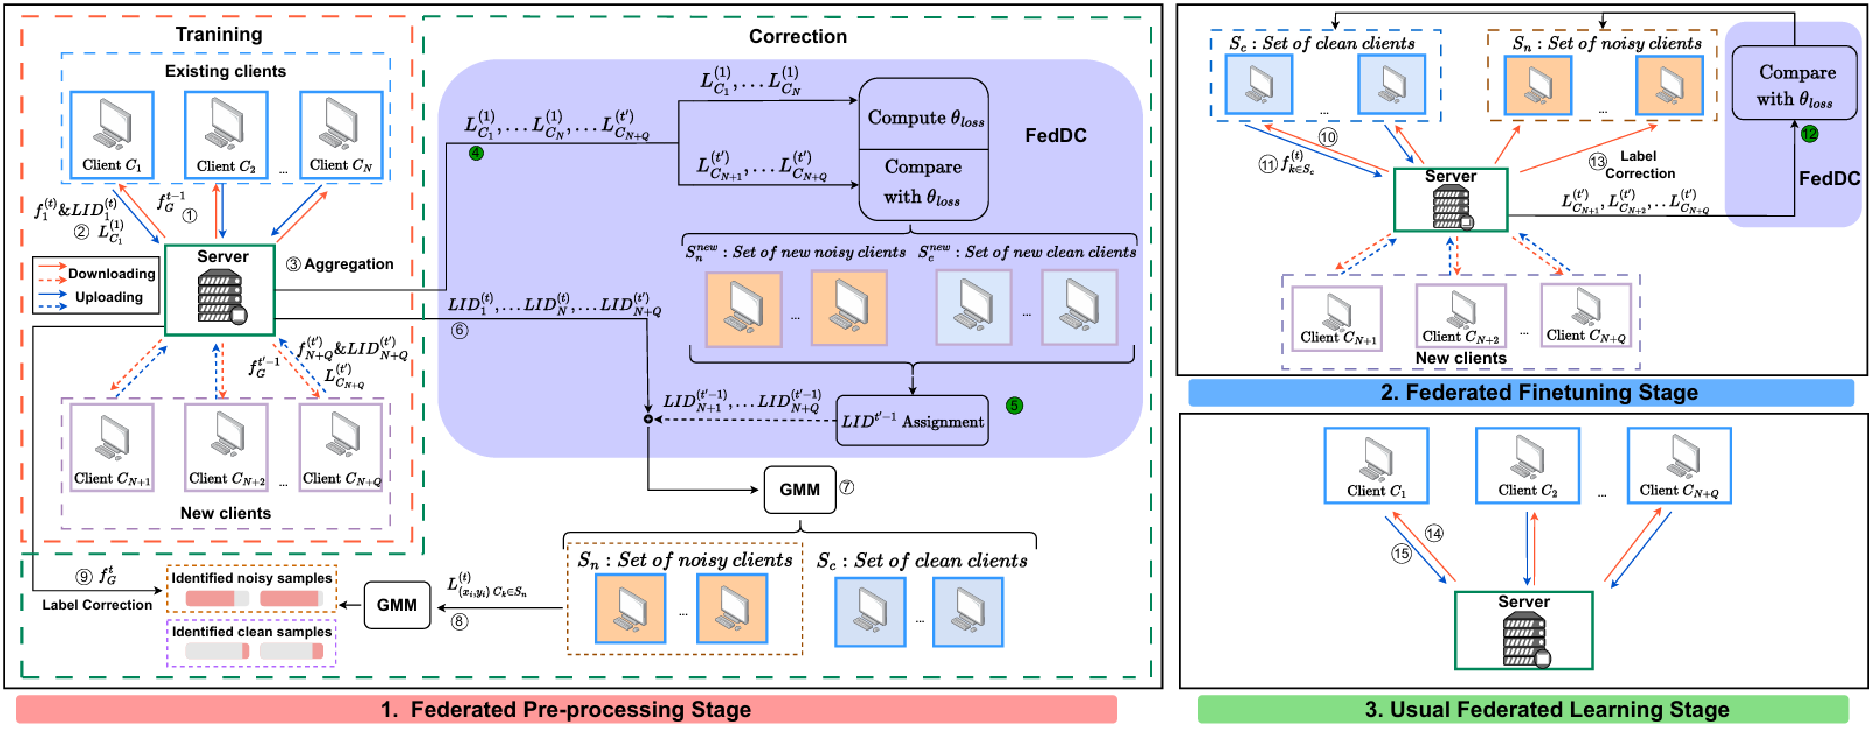 Tranining
Existing clients
Client C_1
Client C_2
...
Client C_N
f_1^{(t)}&LID_1^{(t)}
② L_{C_1}^{(1)}
f_G^{t-1} ①
Server
③ Aggregation
Downloading
Uploading
f_G^{t'-1}
f_{N+Q}^{(t')}&LID_{N+Q}^{(t')}
L_{C_{N+Q}}^{(t')}
Client C_{N+1}
Client C_{N+2}
...
Client C_{N+Q}
New clients
Correction
FedDC
L_{C_1}^{(1)}, ... L_{C_N}^{(1)}, ... L_{C_{N+Q}}^{(t')}
④
L_{C_1}^{(1)}, ... L_{C_N}^{(1)}
L_{C_{N+1}}^{(t')}, ... L_{C_{N+Q}}^{(t')}
Compute θ_{loss}
Compare
with θ_{loss}
S_n^{new} : Set of new noisy clients S_c^{new} : Set of new clean clients
...
...
LID_1^{(t)}, ... LID_N^{(t)}, ... LID_{N+Q}^{(t')}
⑥
LID_{N+1}^{(t'-1)}, ... LID_{N+Q}^{(t'-1)}
LID^{t'-1} Assignment
⑤
GMM ⑦
S_n : Set of noisy clients S_c : Set of clean clients
...
...
L_{(x_i,y_i) C_k∈S_n}^{(t)}
⑧
GMM
⑨ f_G^t
Label Correction
Identified noisy samples
Identified clean samples
1. Federated Pre-processing Stage
S_c : Set of clean clients
...
S_n : Set of noisy clients
...
Compare
with θ_{loss}
⑫
FedDC
⑩
⑪ f_{k∈S_c}^{(t)}
⑬ Label
Correction
Server
L_{C_{N+1}}^{(t')}, L_{C_{N+2}}^{(t')}, .. L_{C_{N+Q}}^{(t')}
Client C_{N+1}
Client C_{N+2}
...
Client C_{N+Q}
New clients
2. Federated Finetuning Stage
Client C_1
Client C_2
...
Client C_{N+Q}
⑭
⑮
Server
3. Usual Federated Learning Stage